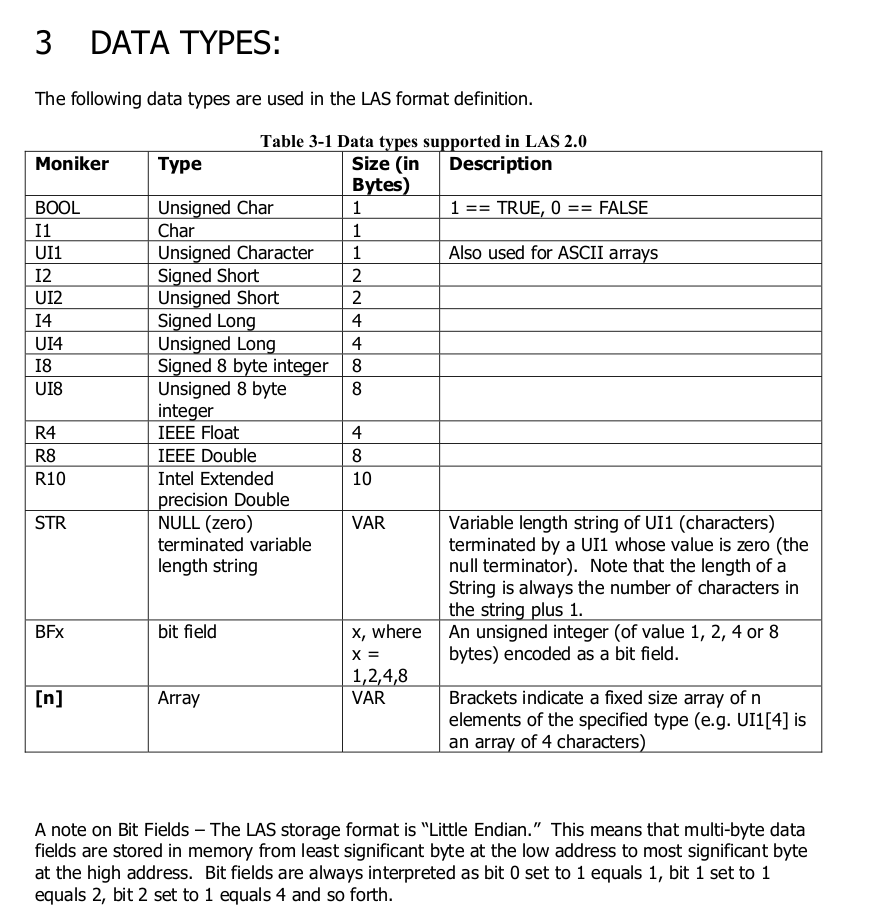 3 DATA TYPES:
The following data types are used in the LAS format definition.
Table 3-1 Data types supported in LAS 2.0
Moniker Type Size (in Bytes) Description
BOOL Unsigned Char 1 1 == TRUE, 0 == FALSE
I1 Char 1
UI1 Unsigned Character 1 Also used for ASCII arrays
I2 Signed Short 2
UI2 Unsigned Short 2
I4 Signed Long 4
UI4 Unsigned Long 4
I8 Signed 8 byte integer 8
UI8 Unsigned 8 byte 8
integer
R4 IEEE Float 4
R8 IEEE Double 8
R10 Intel Extended 10
precision Double
STR NULL (zero) VAR Variable length string of UI1 (characters)
terminated variable terminated by a UI1 whose value is zero (the
length string null terminator). Note that the length of a
String is always the number of characters in
the string plus 1.
BFx bit field x, where An unsigned integer (of value 1, 2, 4 or 8
x = bytes) encoded as a bit field.
1,2,4,8
[n] Array VAR Brackets indicate a fixed size array of n
elements of the specified type (e.g. UI1[4] is
an array of 4 characters)
A note on Bit Fields – The LAS storage format is “Little Endian.” This means that multi-byte data
fields are stored in memory from least significant byte at the low address to most significant byte
at the high address. Bit fields are always interpreted as bit 0 set to 1 equals 1, bit 1 set to 1
equals 2, bit 2 set to 1 equals 4 and so forth.